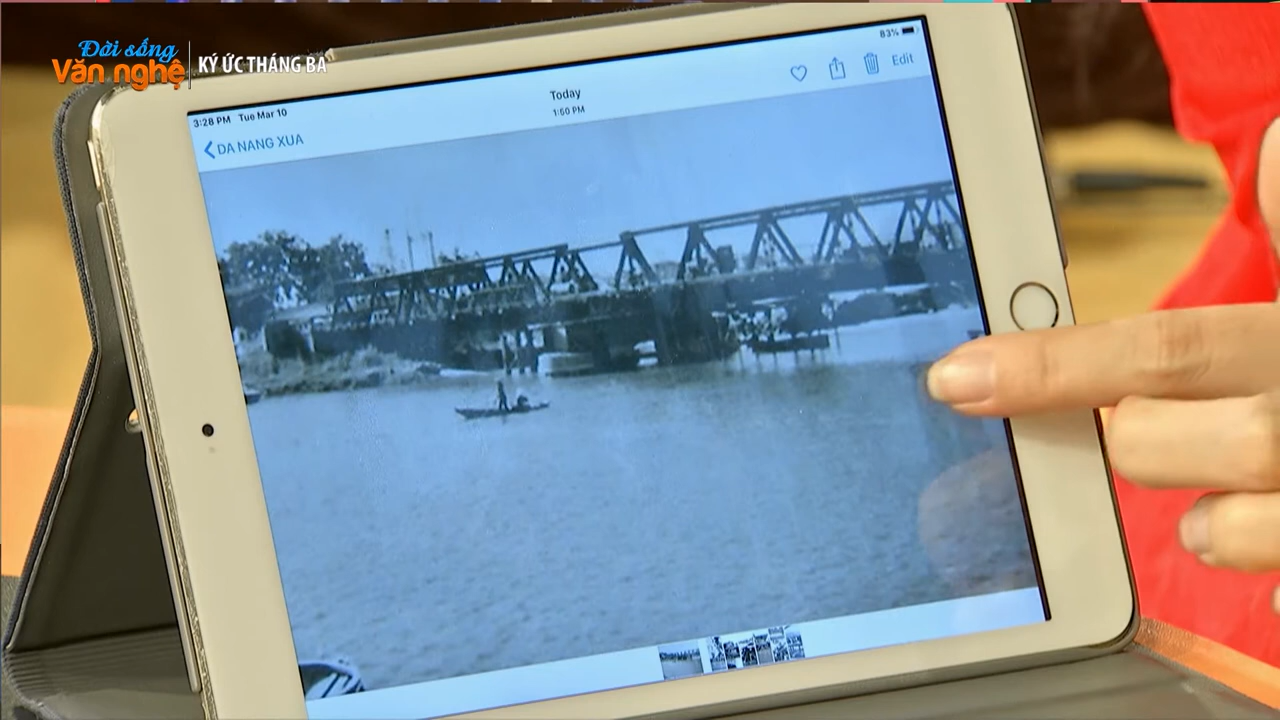 Đời sống
Văn nghệ
KÝ ỨC THÁNG BA
3:28 PM Tue Mar 10
83%
Today
1:50 PM
Edit
DA NANG XUA